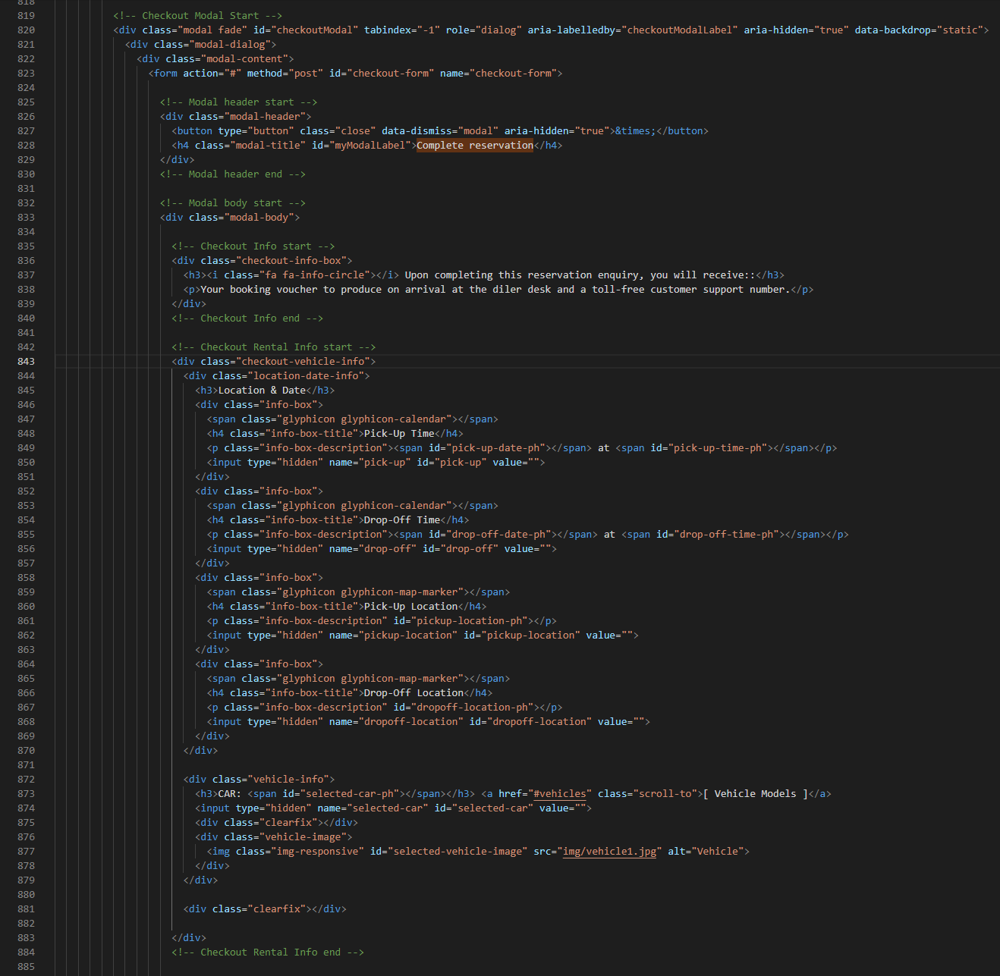 818
819 <!-- Checkout Modal Start -->
820 <div class="modal fade" id="checkoutModal" tabindex="-1" role="dialog" aria-labelledby="checkoutModalLabel" aria-hidden="true" data-backdrop="static">
821 <div class="modal-dialog">
822 <div class="modal-content">
823 <form action="#" method="post" id="checkout-form" name="checkout-form">
824
825 <!-- Modal header start -->
826 <div class="modal-header">
827 <button type="button" class="close" data-dismiss="modal" aria-hidden="true">&times;</button>
828 <h4 class="modal-title" id="myModalLabel">Complete reservation</h4>
829 </div>
830 <!-- Modal header end -->
831
832 <!-- Modal body start -->
833 <div class="modal-body">
834
835 <!-- Checkout Info start -->
836 <div class="checkout-info-box">
837 <h3><i class="fa fa-info-circle"></i> Upon completing this reservation enquiry, you will receive::</h3>
838 <p>Your booking voucher to produce on arrival at the diler desk and a toll-free customer support number.</p>
839 </div>
840 <!-- Checkout Info end -->
841
842 <!-- Checkout Rental Info start -->
843 <div class="checkout-vehicle-info">
844 <div class="location-date-info">
845 <h3>Location & Date</h3>
846 <div class="info-box">
847 <span class="glyphicon glyphicon-calendar"></span>
848 <h4 class="info-box-title">Pick-Up Time</h4>
849 <p class="info-box-description"><span id="pick-up-date-ph"></span> at <span id="pick-up-time-ph"></span></p>
850 <input type="hidden" name="pick-up" id="pick-up" value="">
851 </div>
852 <div class="info-box">
853 <span class="glyphicon glyphicon-calendar"></span>
854 <h4 class="info-box-title">Drop-Off Time</h4>
855 <p class="info-box-description"><span id="drop-off-date-ph"></span> at <span id="drop-off-time-ph"></span></p>
856 <input type="hidden" name="drop-off" id="drop-off" value="">
857 </div>
858 <div class="info-box">
859 <span class="glyphicon glyphicon-map-marker"></span>
860 <h4 class="info-box-title">Pick-Up Location</h4>
861 <p class="info-box-description" id="pickup-location-ph"></p>
862 <input type="hidden" name="pickup-location" id="pickup-location" value="">
863 </div>
864 <div class="info-box">
865 <span class="glyphicon glyphicon-map-marker"></span>
866 <h4 class="info-box-title">Drop-Off Location</h4>
867 <p class="info-box-description" id="dropoff-location-ph"></p>
868 <input type="hidden" name="dropoff-location" id="dropoff-location" value="">
869 </div>
870 </div>
871
872 <div class="vehicle-info">
873 <h3>CAR: <span id="selected-car-ph"></span></h3> <a href="#vehicles" class="scroll-to">[ Vehicle Models ]</a>
874 <input type="hidden" name="selected-car" id="selected-car" value="">
875 <div class="clearfix"></div>
876 <div class="vehicle-image">
877 <img class="img-responsive" id="selected-vehicle-image" src="img/vehicle1.jpg" alt="Vehicle">
878 </div>
879 </div>
880
881 <div class="clearfix"></div>
882
883 </div>
884 <!-- Checkout Rental Info end -->
885